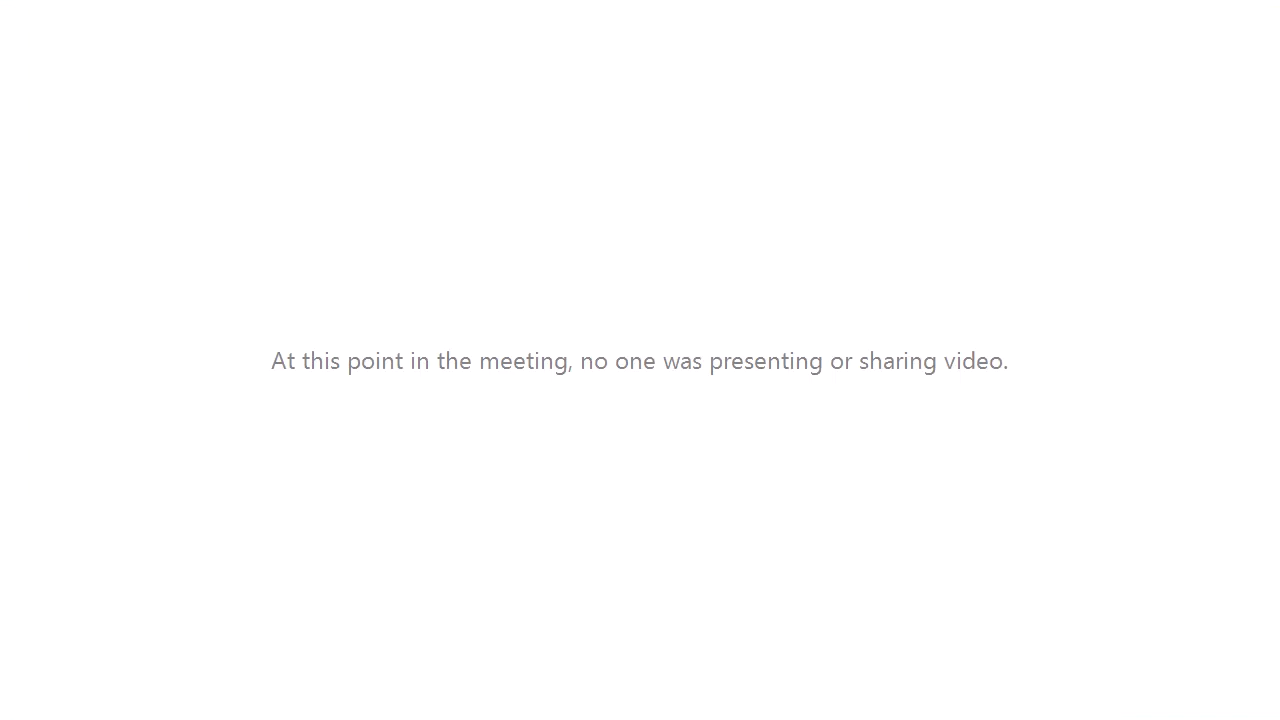 At this point in the meeting, no one was presenting or sharing video.